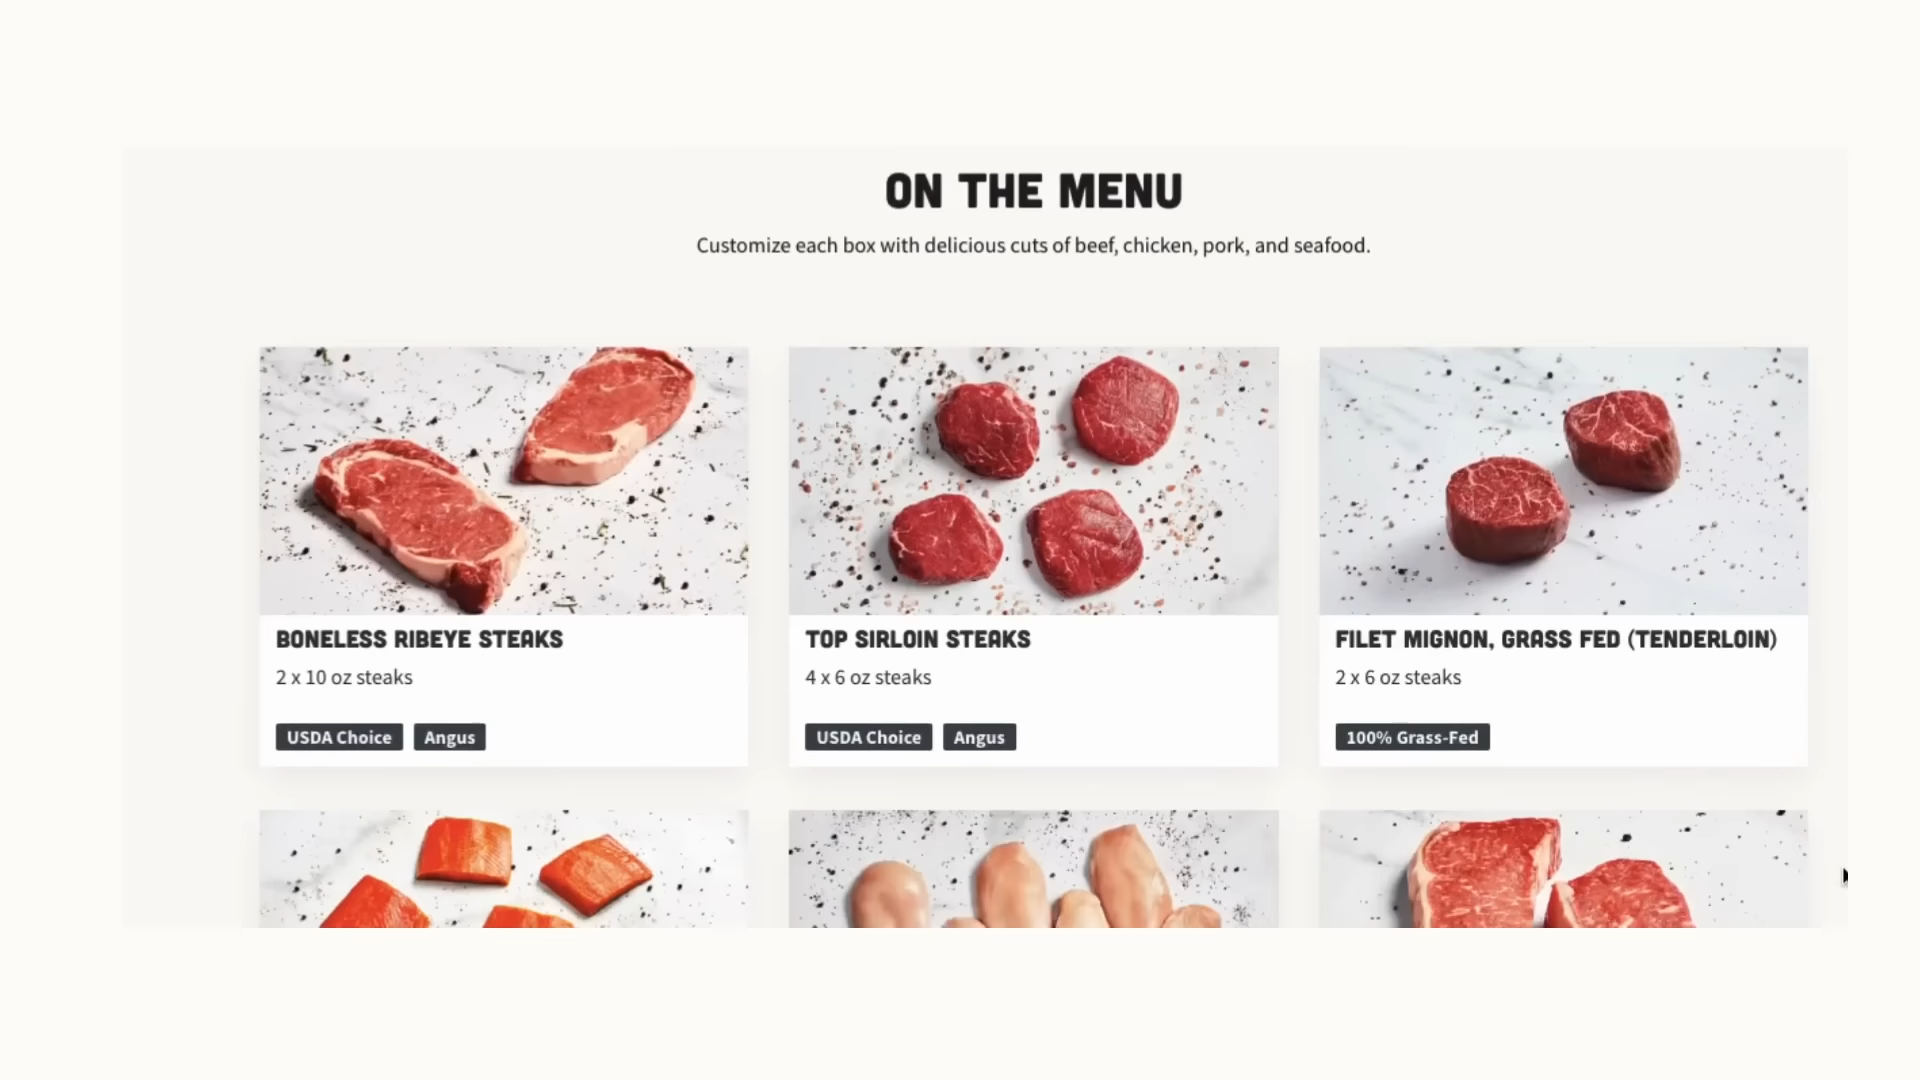 ON THE MENU
Customize each box with delicious cuts of beef, chicken, pork, and seafood.
BONELESS RIBEYE STEAKS
2 x 10 oz steaks
USDA Choice Angus
TOP SIRLOIN STEAKS
4 x 6 oz steaks
USDA Choice Angus
FILET MIGNON, GRASS FED (TENDERLOIN)
2 x 6 oz steaks
100% Grass-Fed